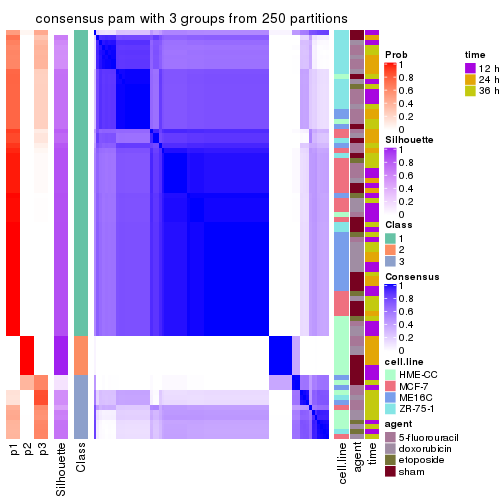 consensus pam with 3 groups from 250 partitions
Prob
1
0.8
0.6
0.4
0.2
0
Silhouette
1
0.8
0.6
0.4
0.2
0
Class
1
2
3
Consensus
1
0.8
0.6
0.4
0.2
0
cell.line
HME-CC
MCF-7
ME16C
ZR-75-1
agent
5-fluorouracil
doxorubicin
etoposide
sham
time
12 h
24 h
36 h
p1
p2
p3
Silhouette
Class
cell.line
agent
time